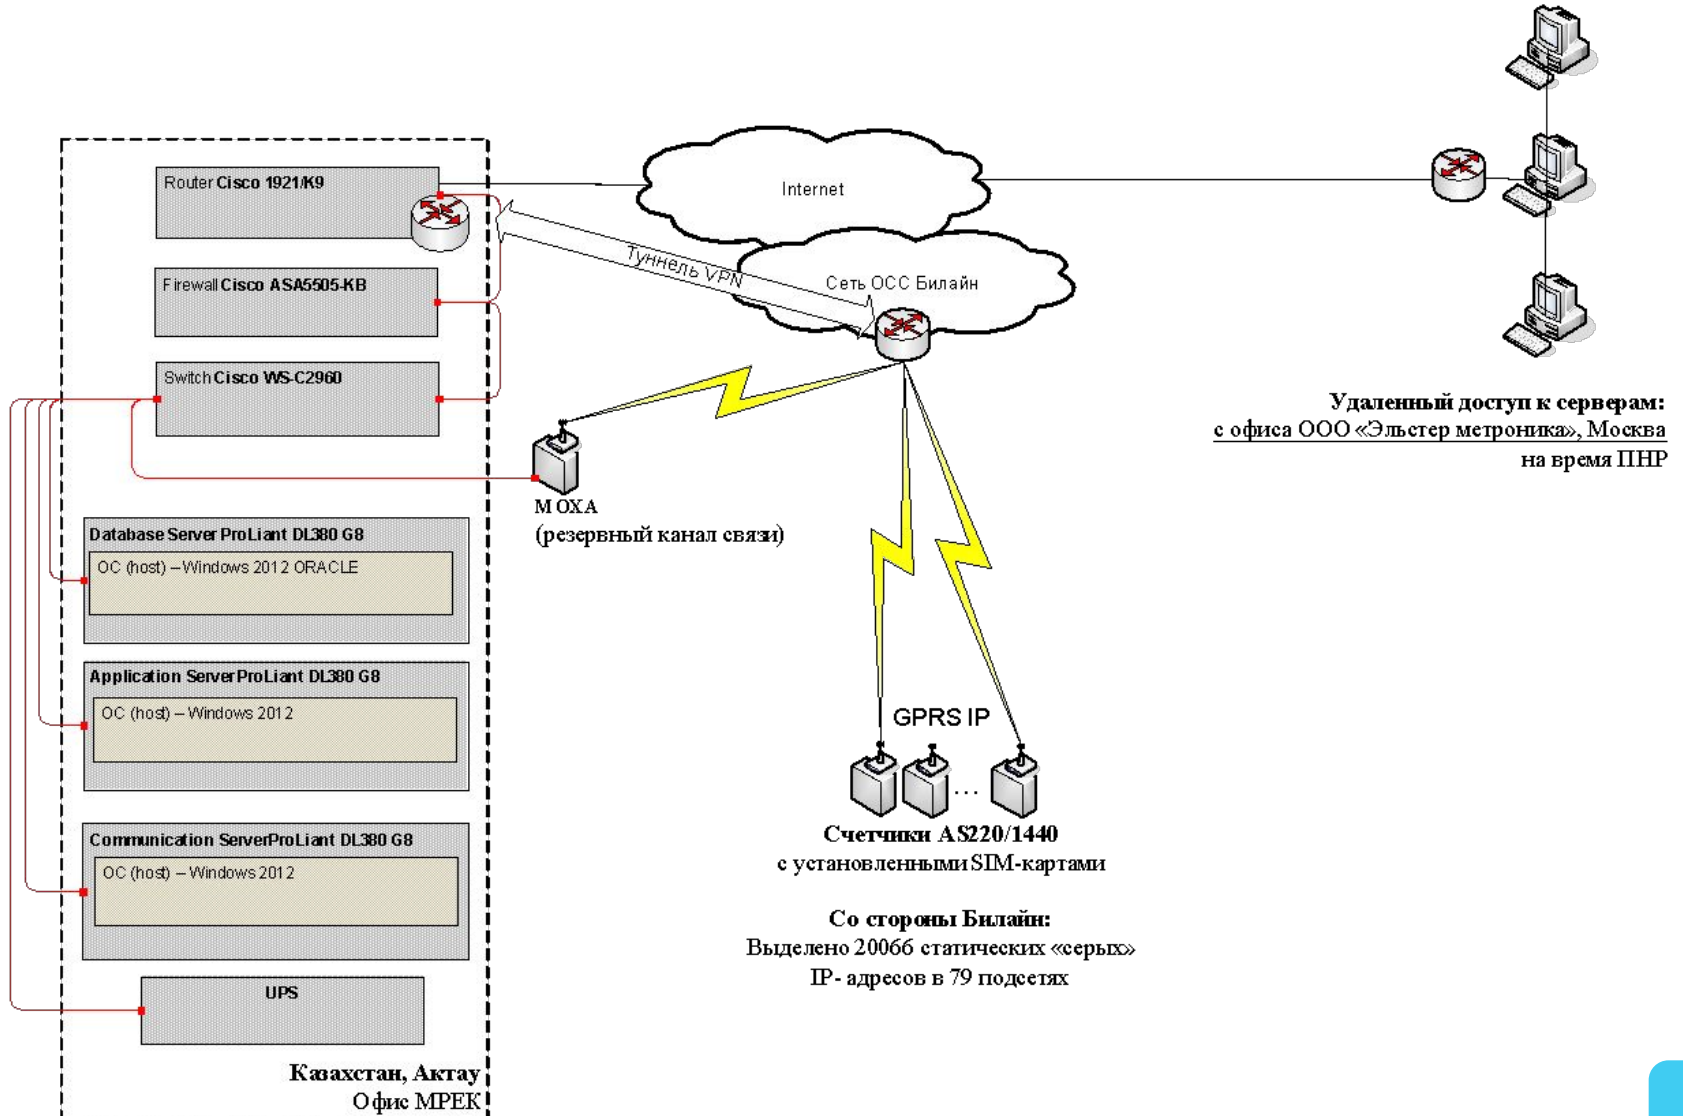 Router Cisco 1921/K9
Firewall Cisco ASA5505-KB
Switch Cisco WS-C2960
Internet
Туннель VPN
Сеть ОСС Билайн
Удаленный доступ к серверам:
с офиса ООО «Эльстер метроника», Москва
на время ПНР
MOXA
(резервный канал связи)
Database Server ProLiant DL380 G8
ОС (host) – Windows 2012 ORACLE
Application Server ProLiant DL380 G8
ОС (host) – Windows 2012
Communication Server ProLiant DL380 G8
ОС (host) – Windows 2012
UPS
Казахстан, Актау
Офис МРЕК
GPRS IP
...
Счетчики AS220/1440
с установленными SIM-картами
Со стороны Билайн:
Выделено 20066 статических «серых»
IP- адресов в 79 подсетях